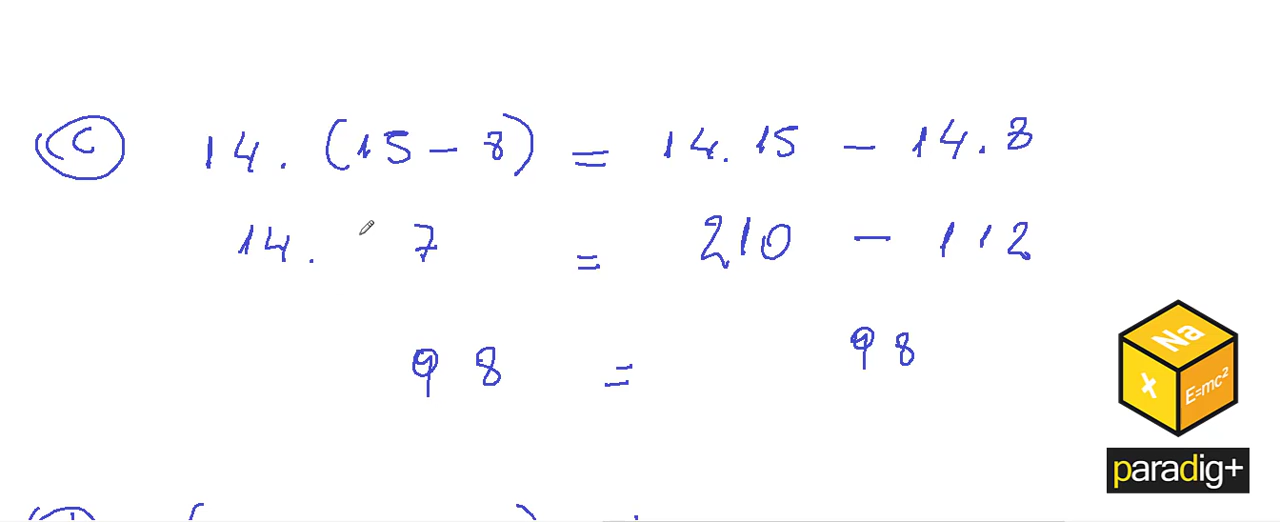 c 14 . (15 - 8) = 14 . 15 - 14 . 8
14 . 7 = 210 - 112
98 = 98
Na
x E=mc²
paradig+